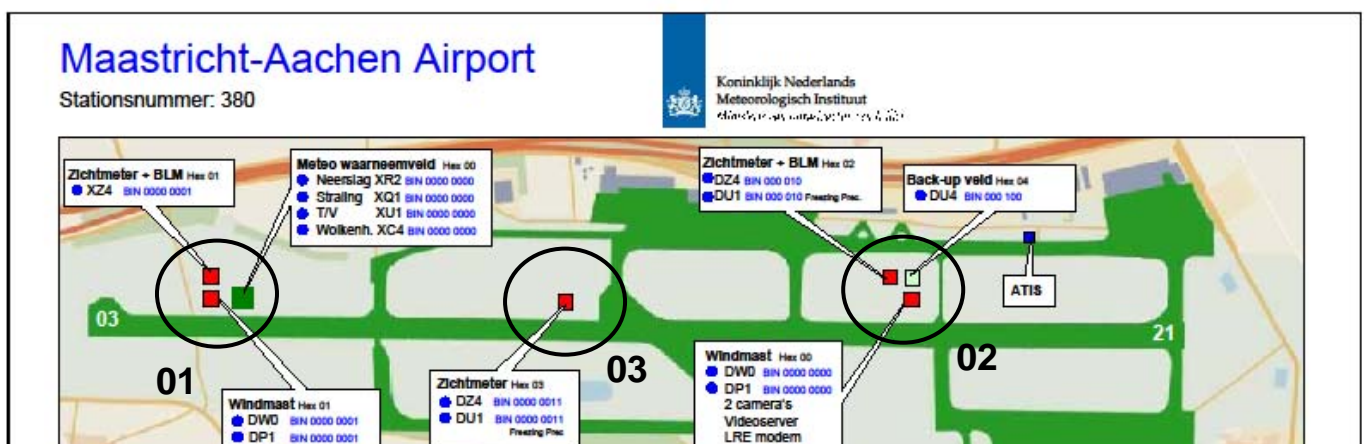 Maastricht-Aachen Airport
Stationsnummer: 380
Koninklijk Nederlands
Meteorologisch Instituut
Zichtmeter + BLM Hex 01
XZ4 BIN 0000 0001
Meteo waarneemveld Hex 00
Neerslag XR2 BIN 0000 0000
Straling XQ1 BIN 0000 0000
T/V XU1 BIN 0000 0000
Wolkenh. XC4 BIN 0000 0000
Zichtmeter + BLM Hex 02
DZ4 BIN 000 010
DU1 BIN 000 010 Freezing Prec.
Back-up veld Hex 04
DU4 BIN 000 100
ATIS
03
21
01
03
02
Windmast Hex 01
DW0 BIN 0000 0001
DP1 BIN 0000 0001
Zichtmeter Hex 03
DZ4 BIN 0000 0011
DU1 BIN 0000 0011
Freezing Prec
Windmast Hex 00
DW0 BIN 0000 0000
DP1 BIN 0000 0000
2 camera's
Videoserver
LRE modem